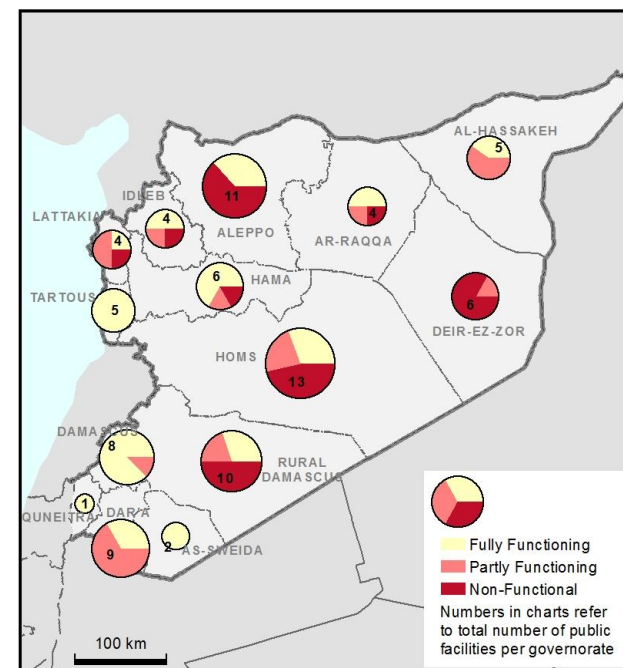 AL-HASSAKEH
5
IDLEB
4
11
ALEPPO
4
AR-RAQQA
LATTAKIA
4
6
HAMA
TARTOUS
5
6
DEIR-EZ-ZOR
HOMS
13
DAMASCUS
8
10
RURAL
DAMASCUS
1
QUNEITRA
DAR'A
9
2
AS-SWEIDA
Fully Functioning
Partly Functioning
Non-Functional
Numbers in charts refer
to total number of public
facilities per governorate
100 km